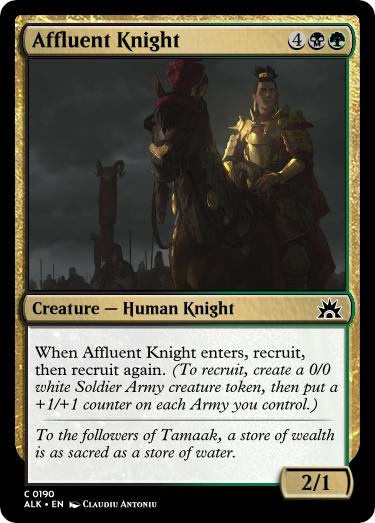 Affluent Knight 4
Creature — Human Knight
When Affluent Knight enters, recruit,
then recruit again. (To recruit, create a 0/0
white Soldier Army creature token, then put a
+1/+1 counter on each Army you control.)
To the followers of Tamaak, a store of wealth
is as sacred as a store of water.
2/1
C 0190
ALK • EN Claudiu Antoniu